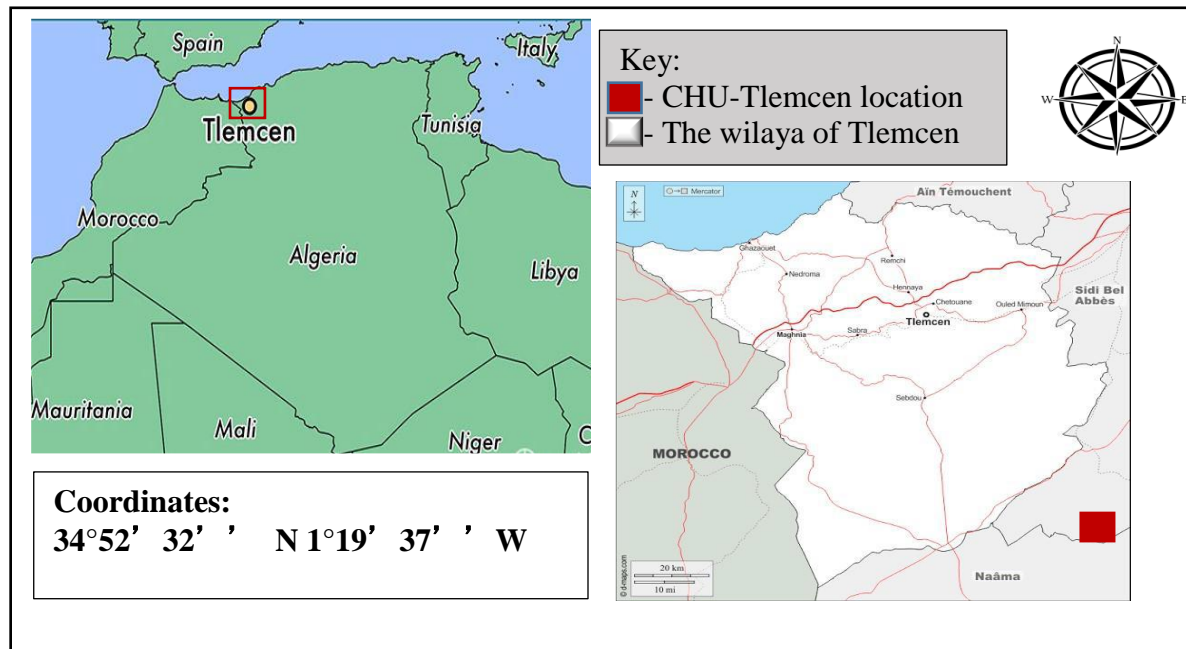 Spain
Italy
Tlemcen
Tunisia
Morocco
Algeria
Libya
Mauritania
Mali
Niger
Key:
- CHU-Tlemcen location
- The wilaya of Tlemcen
N
W
E
S
N
Mercator
Aïn Témouchent
Ghazaouet
Remchi
Nedroma
Hennaya
Chetouane
Ouled Mimoun
Sidi Bel
Abbès
Tlemcen
Maghnia
Sabra
Sebdou
MOROCCO
Naâma
20 km
10 mi
© d-maps.com
Coordinates:
34°52’ 32’ ’ N 1°19’ 37’ ’ W